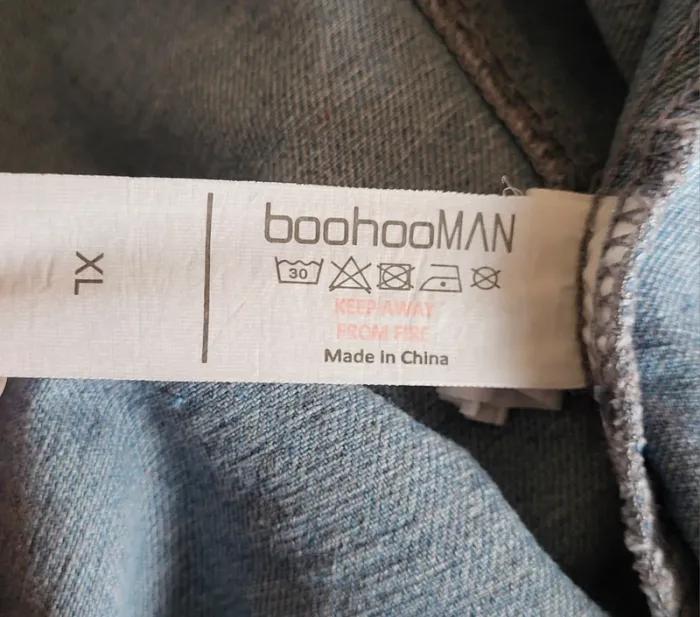 XL
boohooMAN
30
KEEP AWAY
FROM FIRE
Made in China